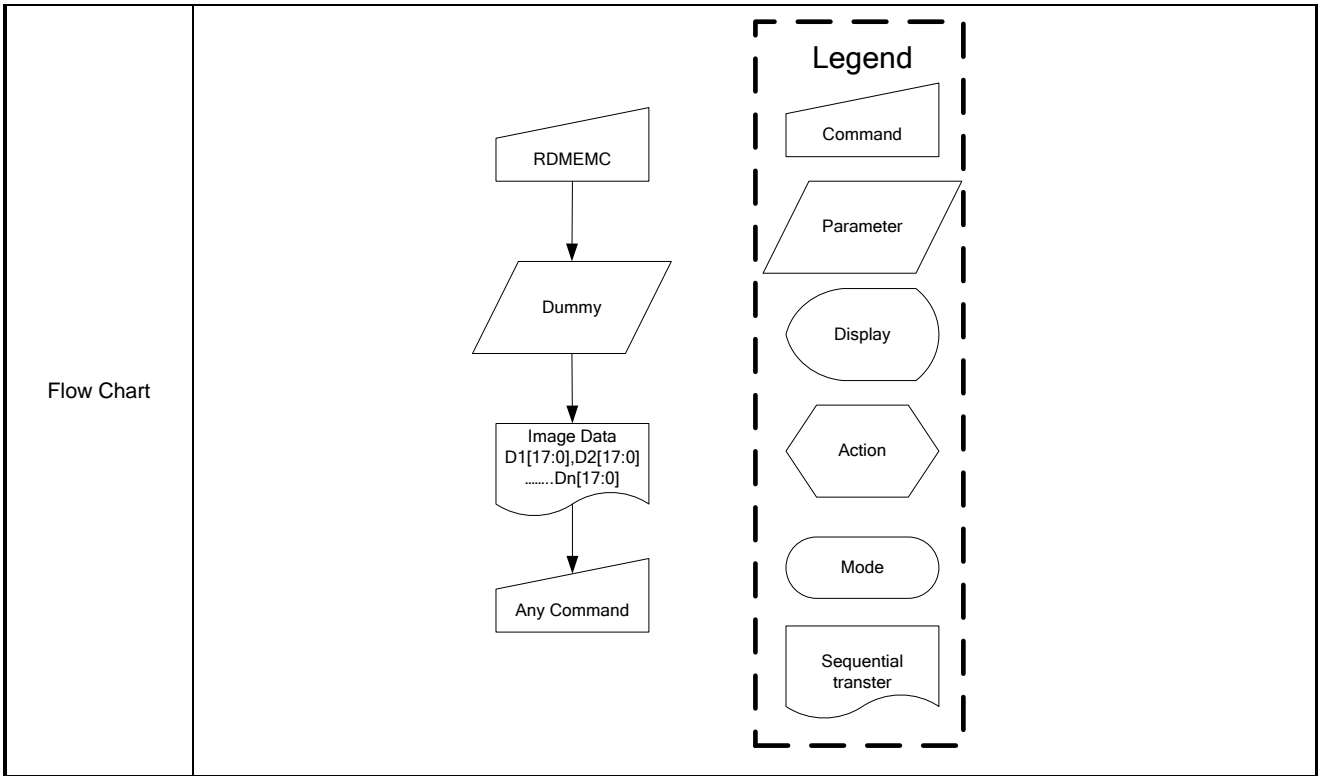 Flow Chart
RDMEMC
Dummy
Image Data
D1[17:0],D2[17:0]
........Dn[17:0]
Any Command
Legend
Command
Parameter
Display
Action
Mode
Sequential
transter